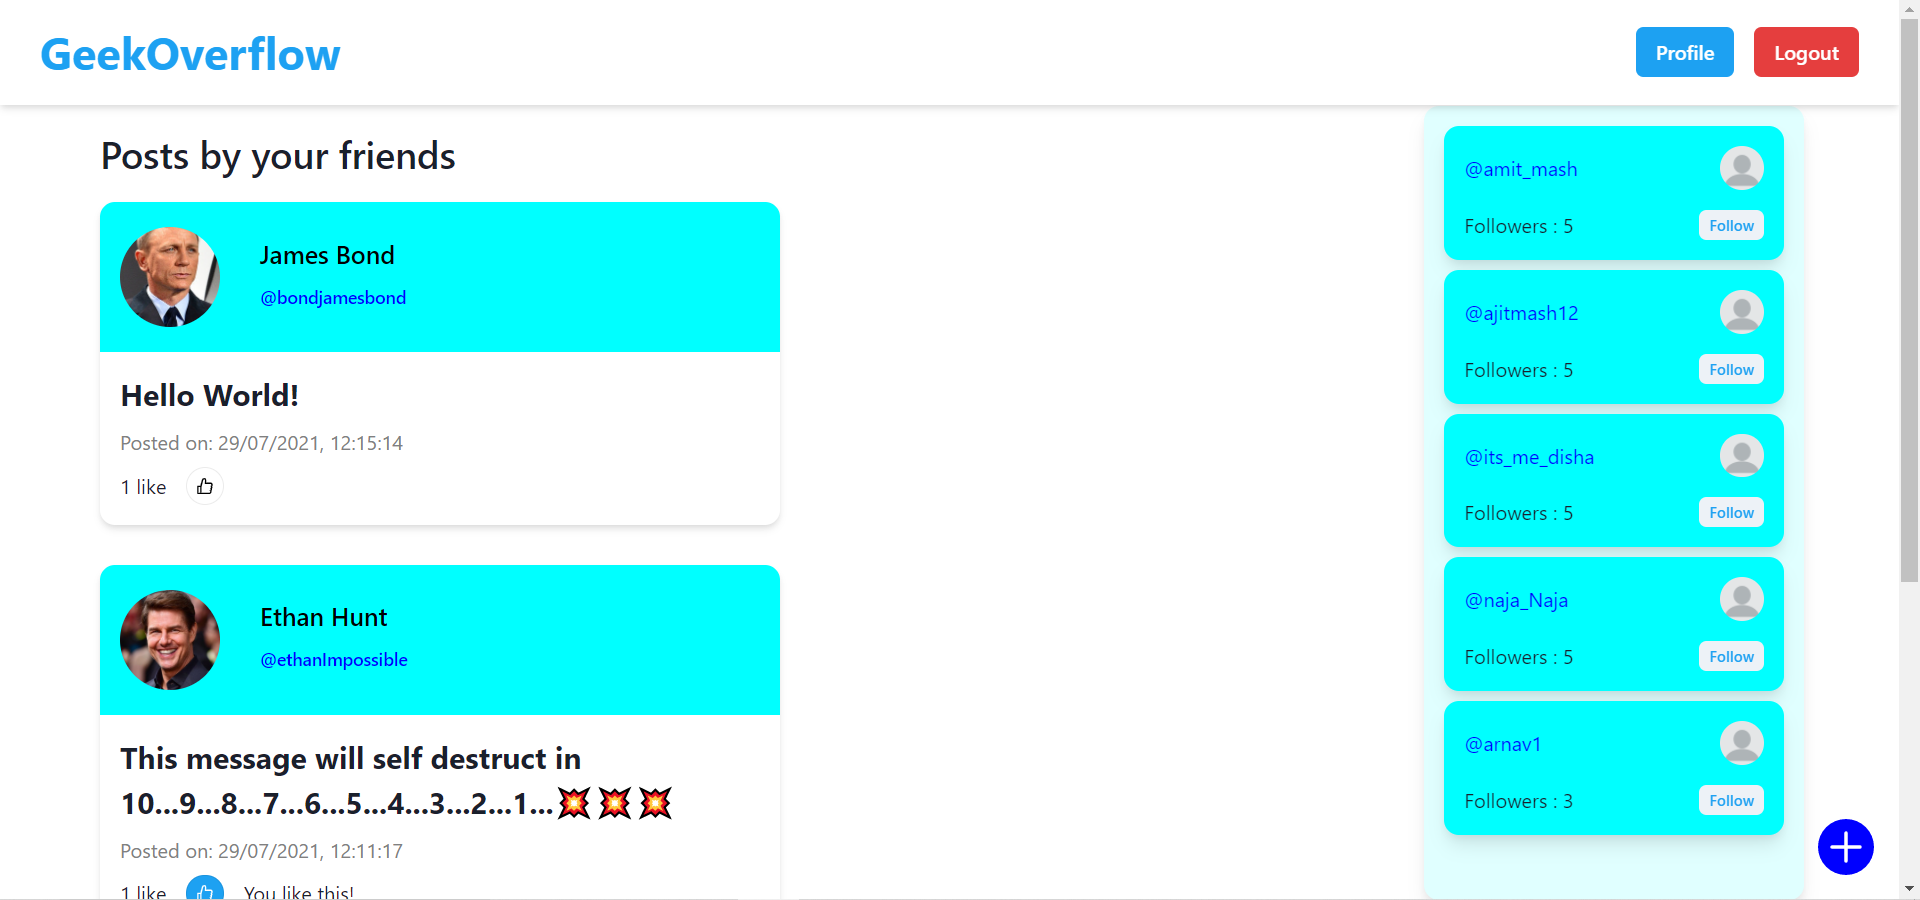 GeekOverflow
Profile
Logout
Posts by your friends
James Bond
@bondjamesbond
Hello World!
Posted on: 29/07/2021, 12:15:14
1 like
Ethan Hunt
@ethanImpossible
This message will self destruct in
10...9...8...7...6...5...4...3...2...1...💥💥💥
Posted on: 29/07/2021, 12:11:17
1 like
You like this!
@amit_mash
Followers : 5
Follow
@ajitmash12
Followers : 5
Follow
@its_me_disha
Followers : 5
Follow
@naja_Naja
Followers : 5
Follow
@arnav1
Followers : 3
Follow